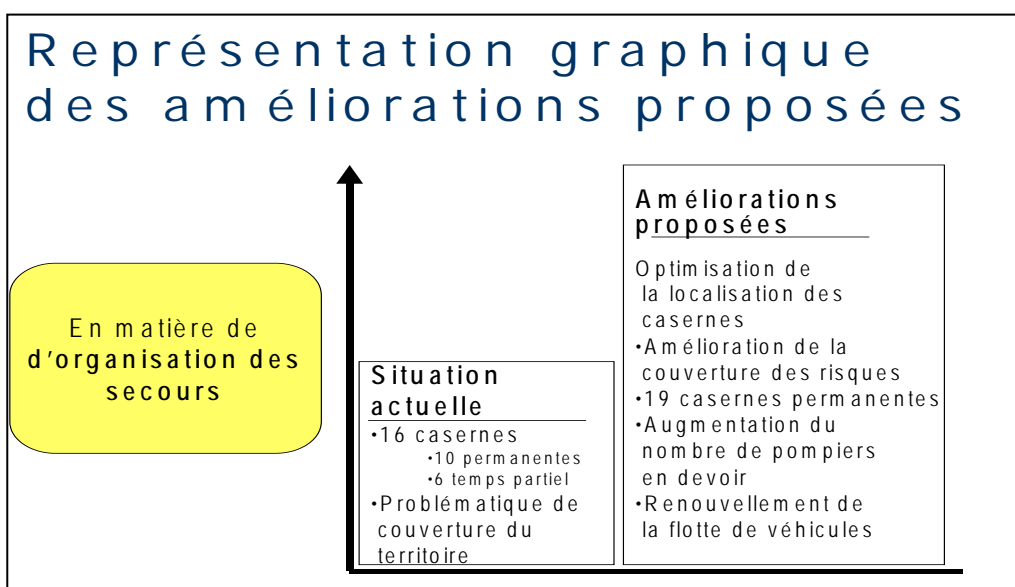 Représentation graphique
des améliorations proposées
En matière de
d'organisation des
secours
Situation
actuelle
•16 casernes
•10 permanentes
•6 temps partiel
•Problématique de
couverture du
territoire
Améliorations
proposées
Optimisation de
la localisation des
casernes
•Amélioration de la
couverture des risques
•19 casernes permanentes
•Augmentation du
nombre de pompiers
en devoir
•Renouvellement de
la flotte de véhicules